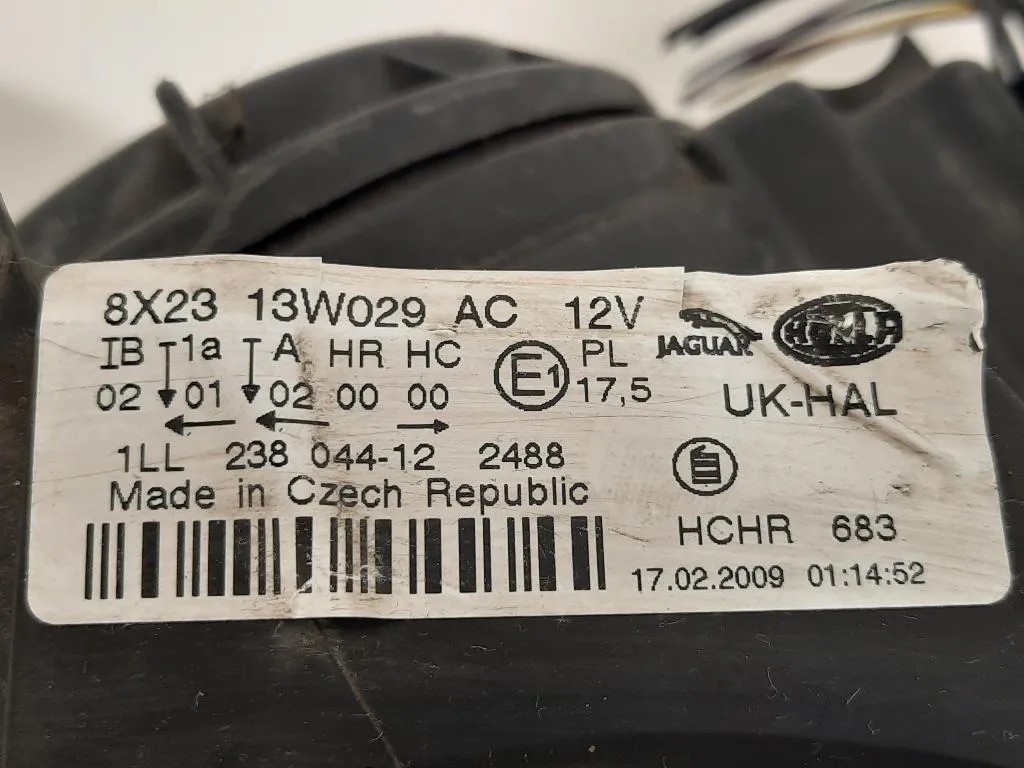 8X23 13W029 AC 12V
JAGUAR
HELLA
IB 1a A HR HC
PL
02 01 02 00 00
E1
17,5
UK-HAL
1LL 238 044-12 2488
Made in Czech Republic
HCHR 683
17.02.2009 01:14:52